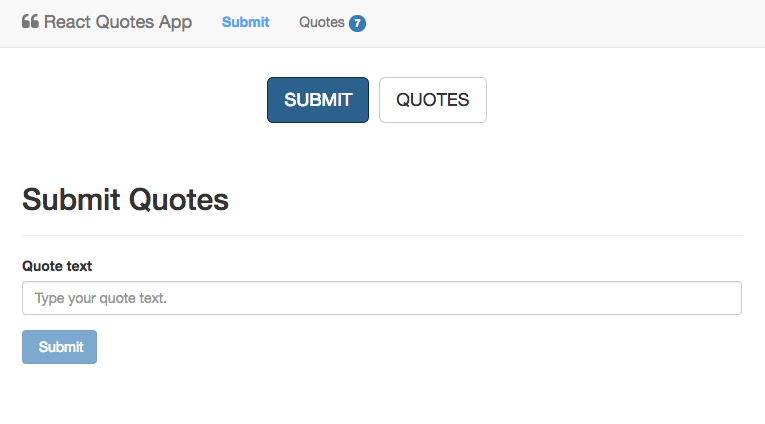 React Quotes App Submit Quotes 7
SUBMIT QUOTES
Submit Quotes
Quote text
Type your quote text.
Submit